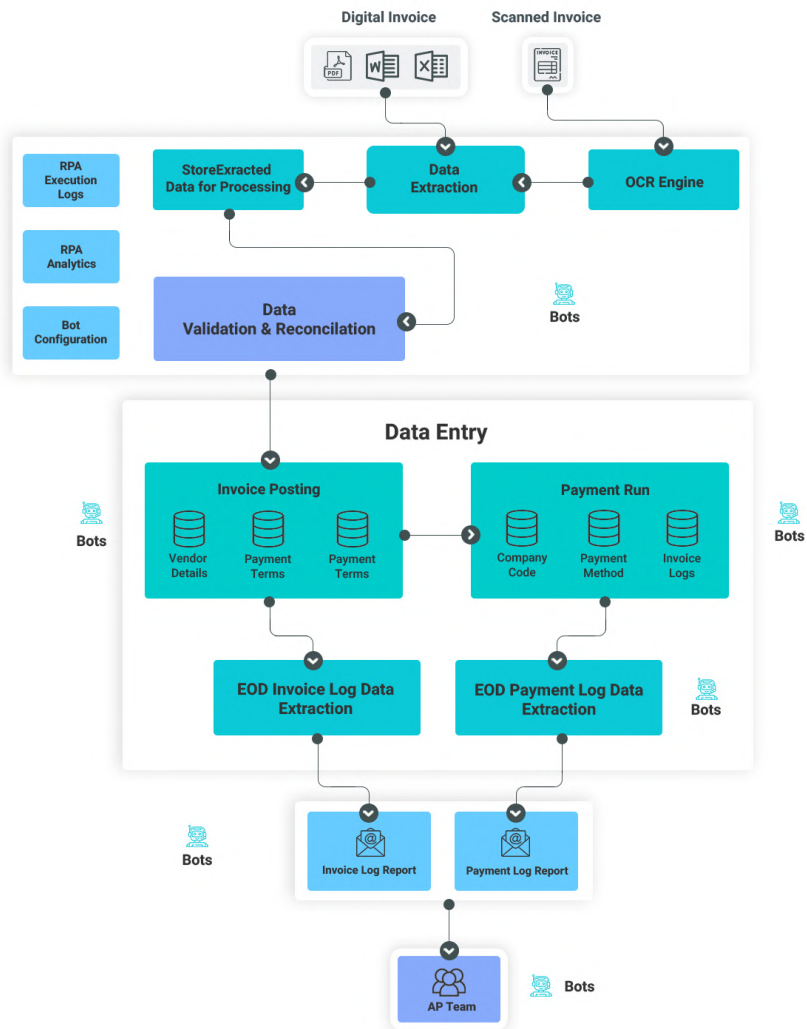 Digital Invoice
Scanned Invoice
PDF
W
X
INVOICE
RPA
Execution
Logs
StoreExracted
Data for Processing
Data
Extraction
OCR Engine
RPA
Analytics
Bot
Configuration
Data
Validation & Reconcilation
Bots
Data Entry
Invoice Posting
Vendor
Details
Payment
Terms
Payment
Terms
Payment Run
Company
Code
Payment
Method
Invoice
Logs
Bots
Bots
EOD Invoice Log Data
Extraction
EOD Payment Log Data
Extraction
Bots
Bots
@
Invoice Log Report
@
Payment Log Report
AP Team
Bots